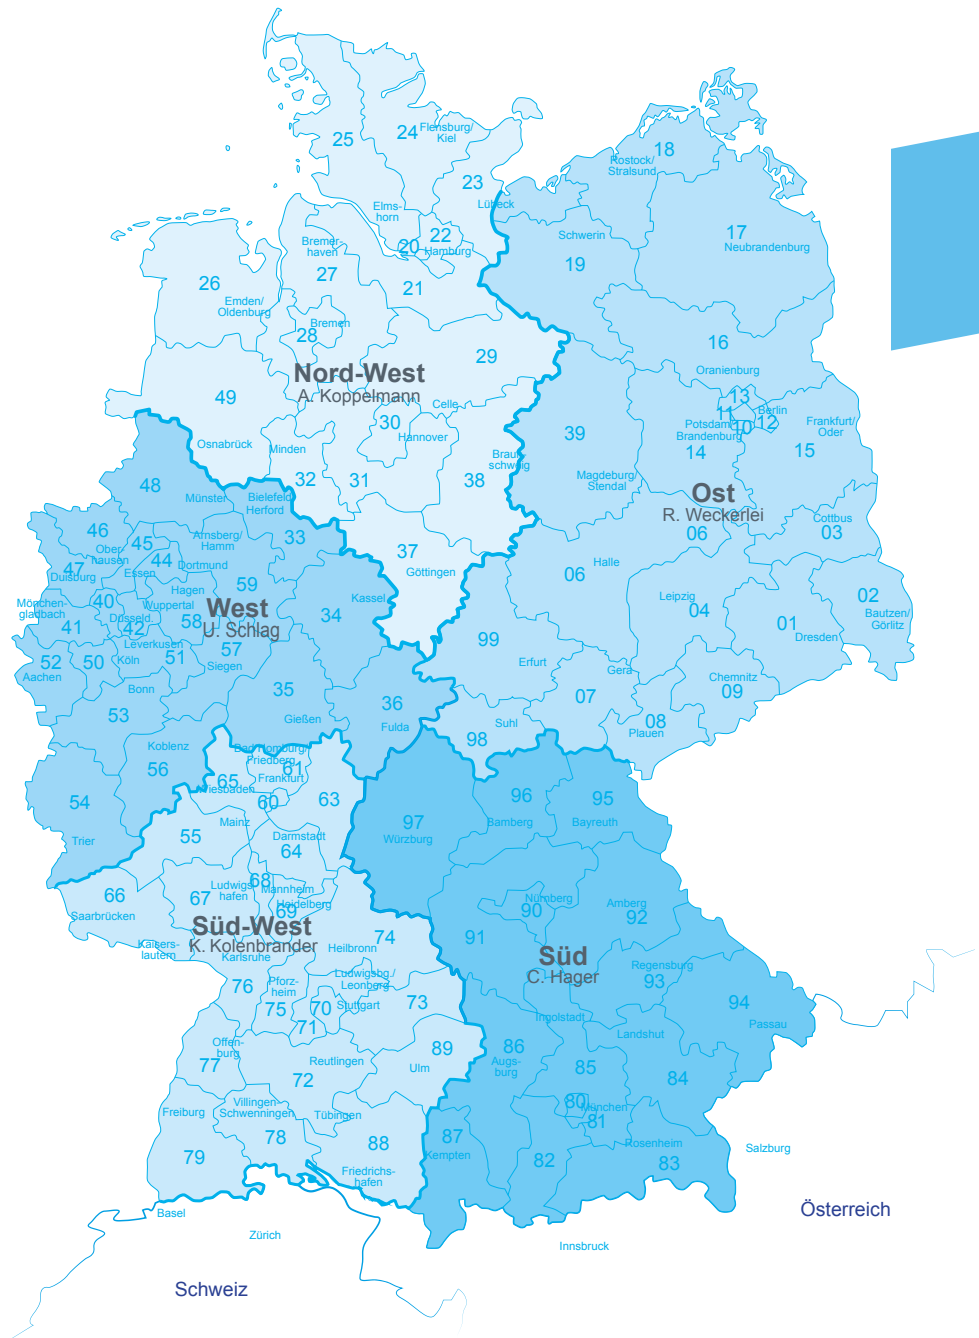 25
24
Flensburg/
Kiel
23
Lübeck
Elms-
horn
22
20
Hamburg
18
Rostock/
Stralsund
17
Neubrandenburg
Schwerin
19
Bremer-
haven
27
21
26
Emden/
Oldenburg
Bremen
28
29
16
Oranienburg
Nord-West
A. Koppelmann
49
Celle
30
Hannover
Osnabrück
Minden
32
31
38
13
11
Berlin
10
12
Potsdam/
Brandenburg
14
Frankfurt/
Oder
15
39
Magdeburg/
Stendal
Ost
R. Weckerlei
06
Cottbus
03
48
Münster
Bielefeld
Herford
33
46
45
Arnsberg/
Hamm
Ober-
hausen
44
Dortmund
47
Duisburg
Essen
59
Hagen
Mönchen-
gladbach
40
Wuppertal
Düsseld.
42
41
58
West
U. Schlag
Leverkusen
52
Aachen
50
Köln
51
57
Siegen
Bonn
53
37
Göttingen
Kassel
34
35
Gießen
36
Fulda
06
Halle
Leipzig
04
01
Dresden
02
Bautzen/
Görlitz
99
Erfurt
Gera
07
Chemnitz
09
08
Plauen
Suhl
98
Koblenz
56
54
Trier
Bad Homburg/
Friedberg
61
65
Wiesbaden
Frankfurt
60
63
55
Mainz
Darmstadt
64
97
Würzburg
96
Bamberg
95
Bayreuth
66
Saarbrücken
67
Ludwigs-
hafen
68
Mannheim
Heidelberg
69
Süd-West
K. Kolenbrander
Kaisers-
lautern
Karlsruhe
Heilbronn
74
Nürnberg
90
Amberg
92
91
Süd
C. Hager
Regensburg
93
94
Passau
76
Pforz-
heim
75
Ludwigsbg./
Leonberg
70
Stuttgart
71
73
Ingolstadt
Landshut
Offen-
burg
77
Reutlingen
72
89
Ulm
86
Augs-
burg
85
84
Freiburg
Villingen-
Schwenningen
Tübingen
80
München
81
79
78
88
Friedrichs-
hafen
87
Kempten
82
Rosenheim
83
Salzburg
Basel
Zürich
Innsbruck
Österreich
Schweiz